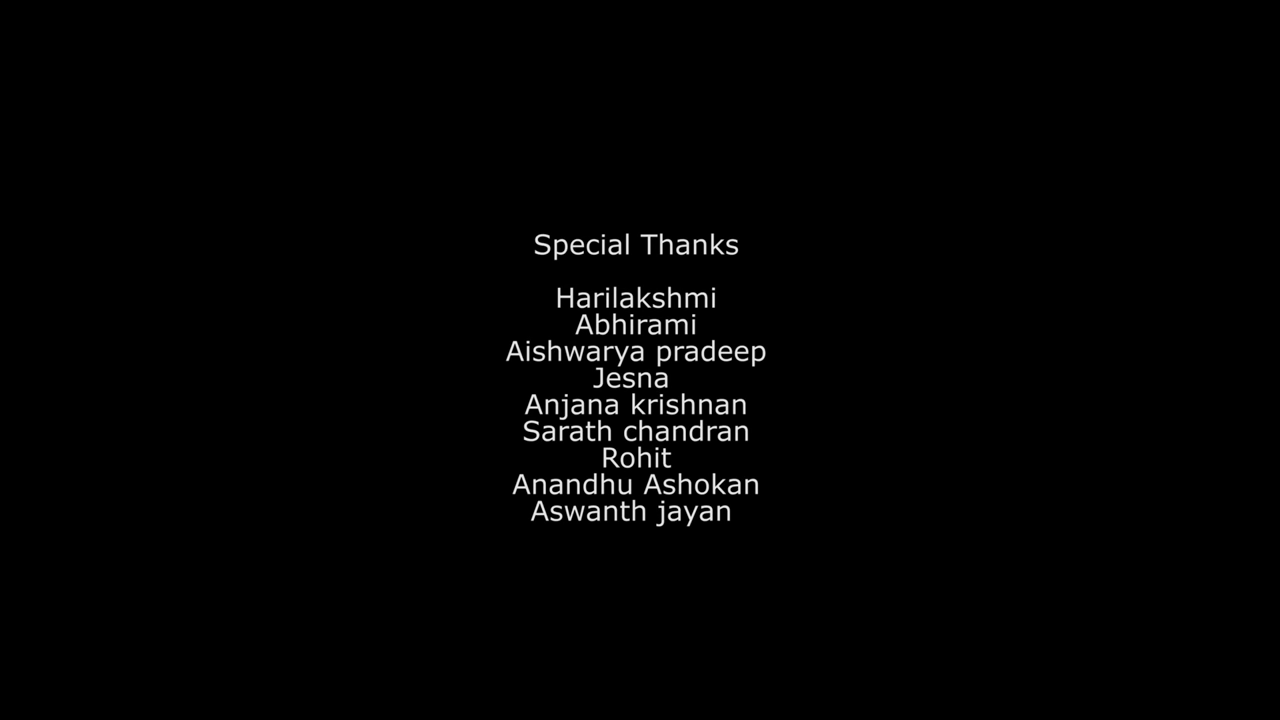 Special Thanks
Harilakshmi
Abhirami
Aishwarya pradeep
Jesna
Anjana krishnan
Sarath chandran
Rohit
Anandhu Ashokan
Aswanth jayan